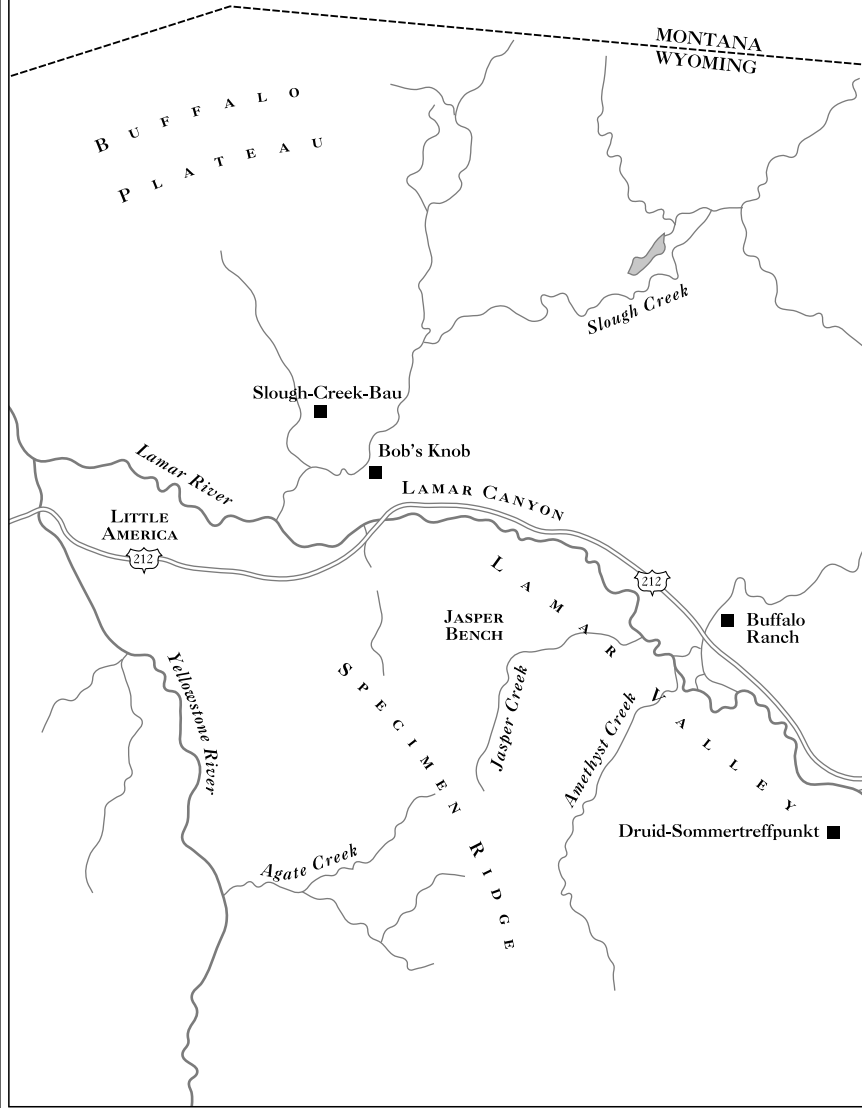 MONTANA
WYOMING
BUFFALO
PLATEAU
Slough Creek
Slough-Creek-Bau
Bob's Knob
Lamar River
LAMAR CANYON
LITTLE
AMERICA
212
212
LAMAR VALLEY
JASPER
BENCH
Buffalo
Ranch
SPECIMEN RIDGE
Yellowstone River
Jasper Creek
Amethyst Creek
Druid-Sommertreffpunkt
Agate Creek